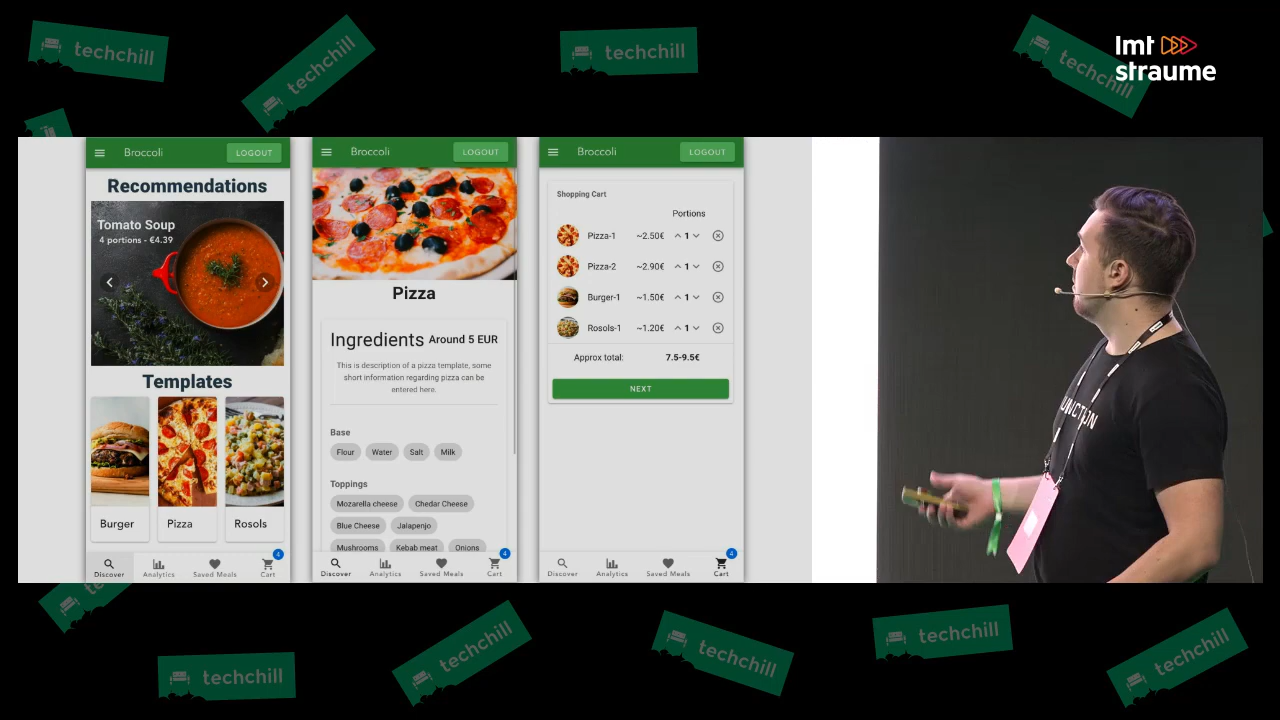 techchill
techchill
techchill
techchill
lmt
straume
Broccoli
LOGOUT
Recommendations
Tomato Soup
4 portions - €4.39
Templates
Burger
Pizza
Rosols
Discover
Analytics
Saved Meals
4
Cart
Broccoli
LOGOUT
Pizza
Ingredients
Around 5 EUR
This is description of a pizza template, some
short information regarding pizza can be
entered here.
Base
Flour
Water
Salt
Milk
Toppings
Mozarella cheese
Chedar Cheese
Blue Cheese
Jalapenjo
Mushrooms
Kebab meat
Onions
Discover
Analytics
Saved Meals
4
Cart
Broccoli
LOGOUT
Shopping Cart
Portions
Pizza-1 ~2.50€ 1
Pizza-2 ~2.90€ 1
Burger-1 ~1.50€ 1
Rosols-1 ~1.20€ 1
Approx total: 7.5-9.5€
NEXT
Discover
Analytics
Saved Meals
4
Cart
techchill
techchill
techchill
techchill
techchill